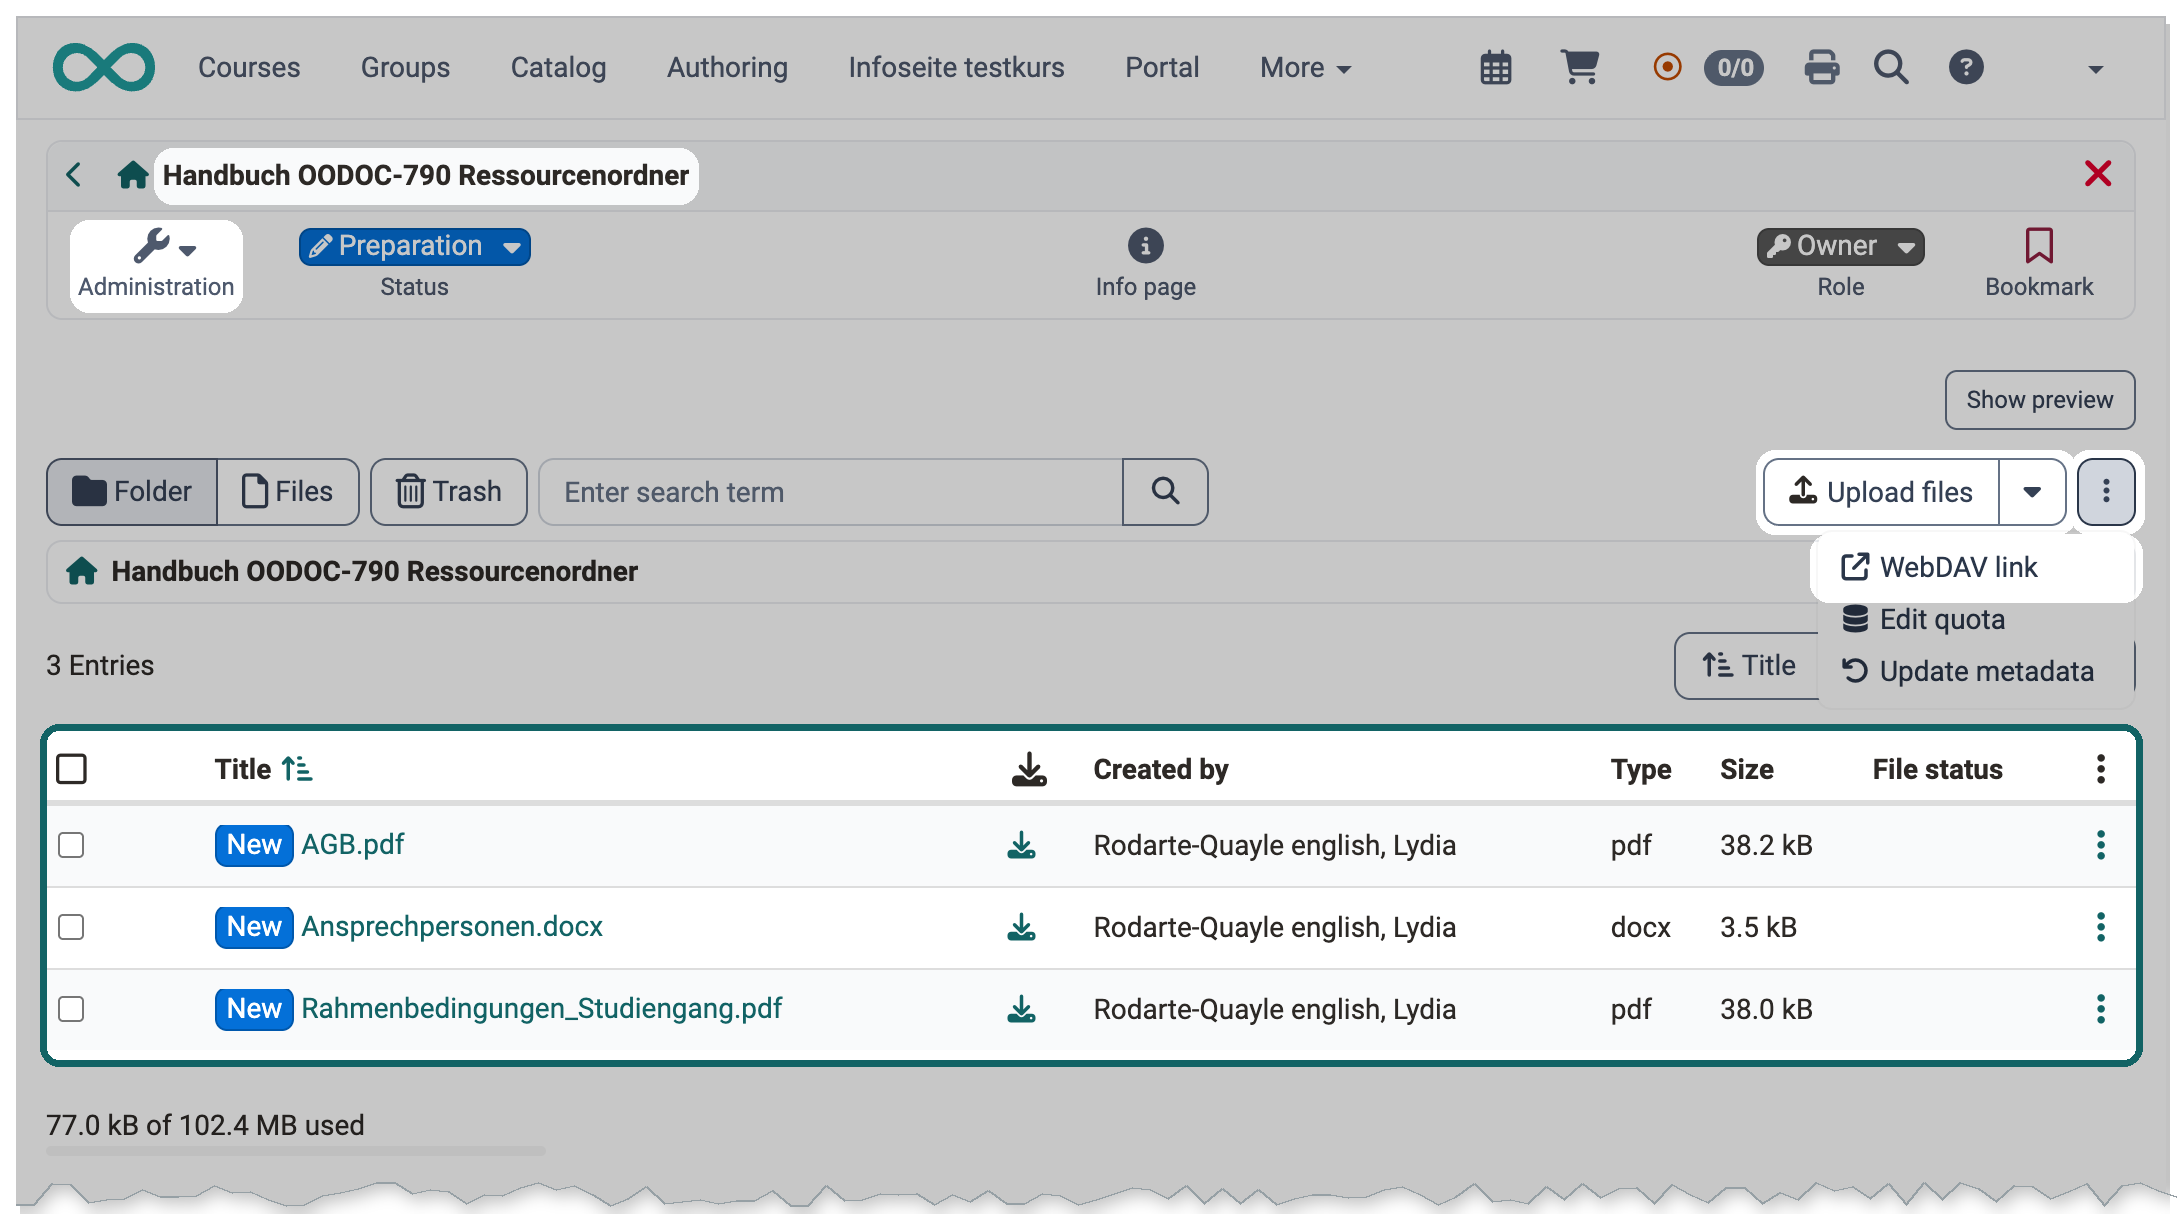 Courses Groups Catalog Authoring Infoseite testkurs Portal More 0/0 ?
Handbuch OODOC-790 Ressourcenordner
Preparation Owner
Administration Status Info page Role Bookmark
Show preview
Folder Files Trash Enter search term Upload files
WebDAV link
Handbuch OODOC-790 Ressourcenordner
Edit quota
3 Entries Title
Update metadata
Title Created by Type Size File status
New AGB.pdf Rodarte-Quayle english, Lydia pdf 38.2 kB
New Ansprechpersonen.docx Rodarte-Quayle english, Lydia docx 3.5 kB
New Rahmenbedingungen_Studiengang.pdf Rodarte-Quayle english, Lydia pdf 38.0 kB
77.0 kB of 102.4 MB used